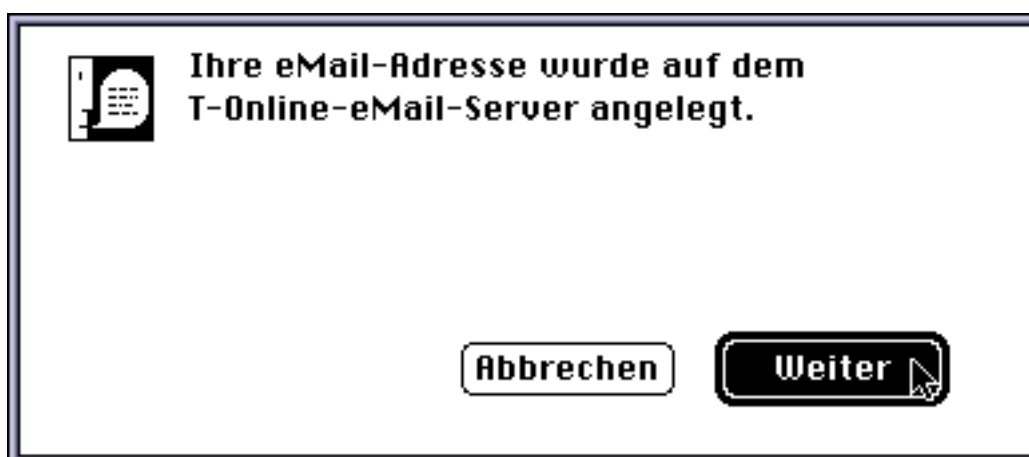 Ihre eMail-Adresse wurde auf dem
T-Online-eMail-Server angelegt.
Abbrechen
Weiter